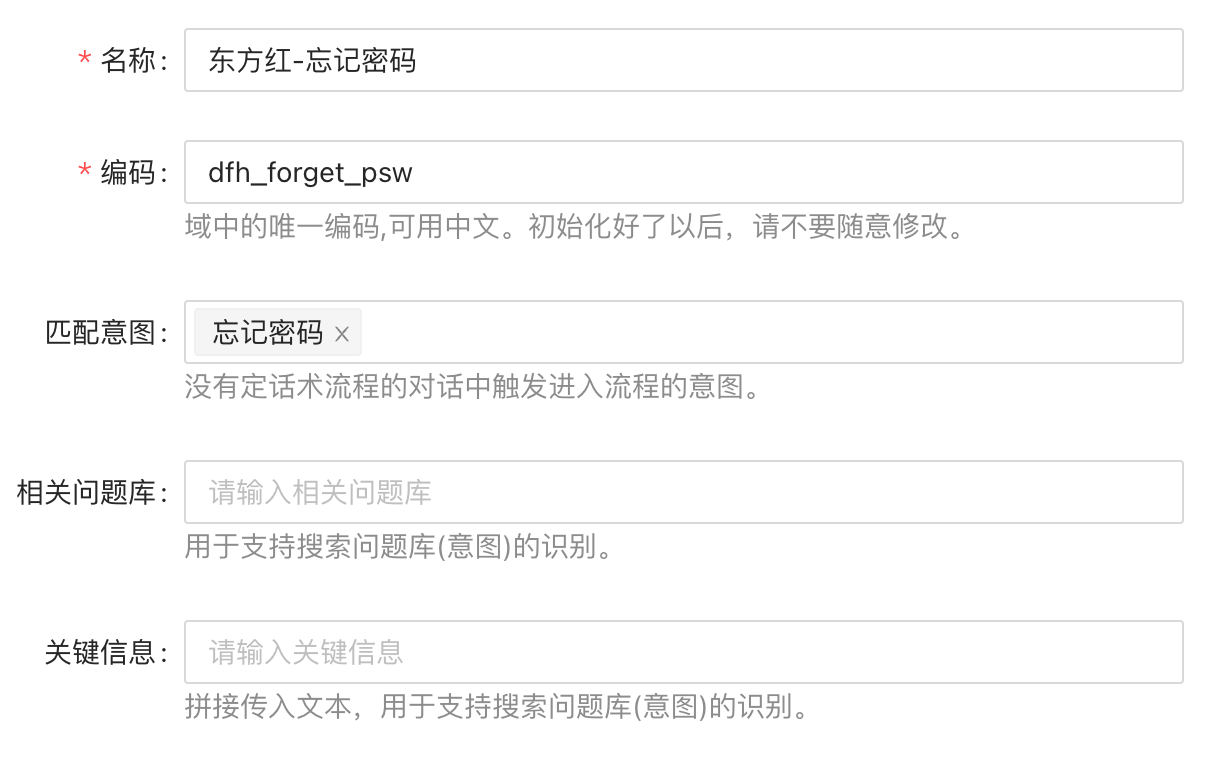 * 名称: 东方红-忘记密码
* 编码: dfh_forget_psw
域中的唯一编码,可用中文。初始化好了以后，请不要随意修改。
匹配意图: 忘记密码 ×
没有定话术流程的对话中触发进入流程的意图。
相关问题库: 请输入相关问题库
用于支持搜索问题库(意图)的识别。
关键信息: 请输入关键信息
拼接传入文本，用于支持搜索问题库(意图)的识别。